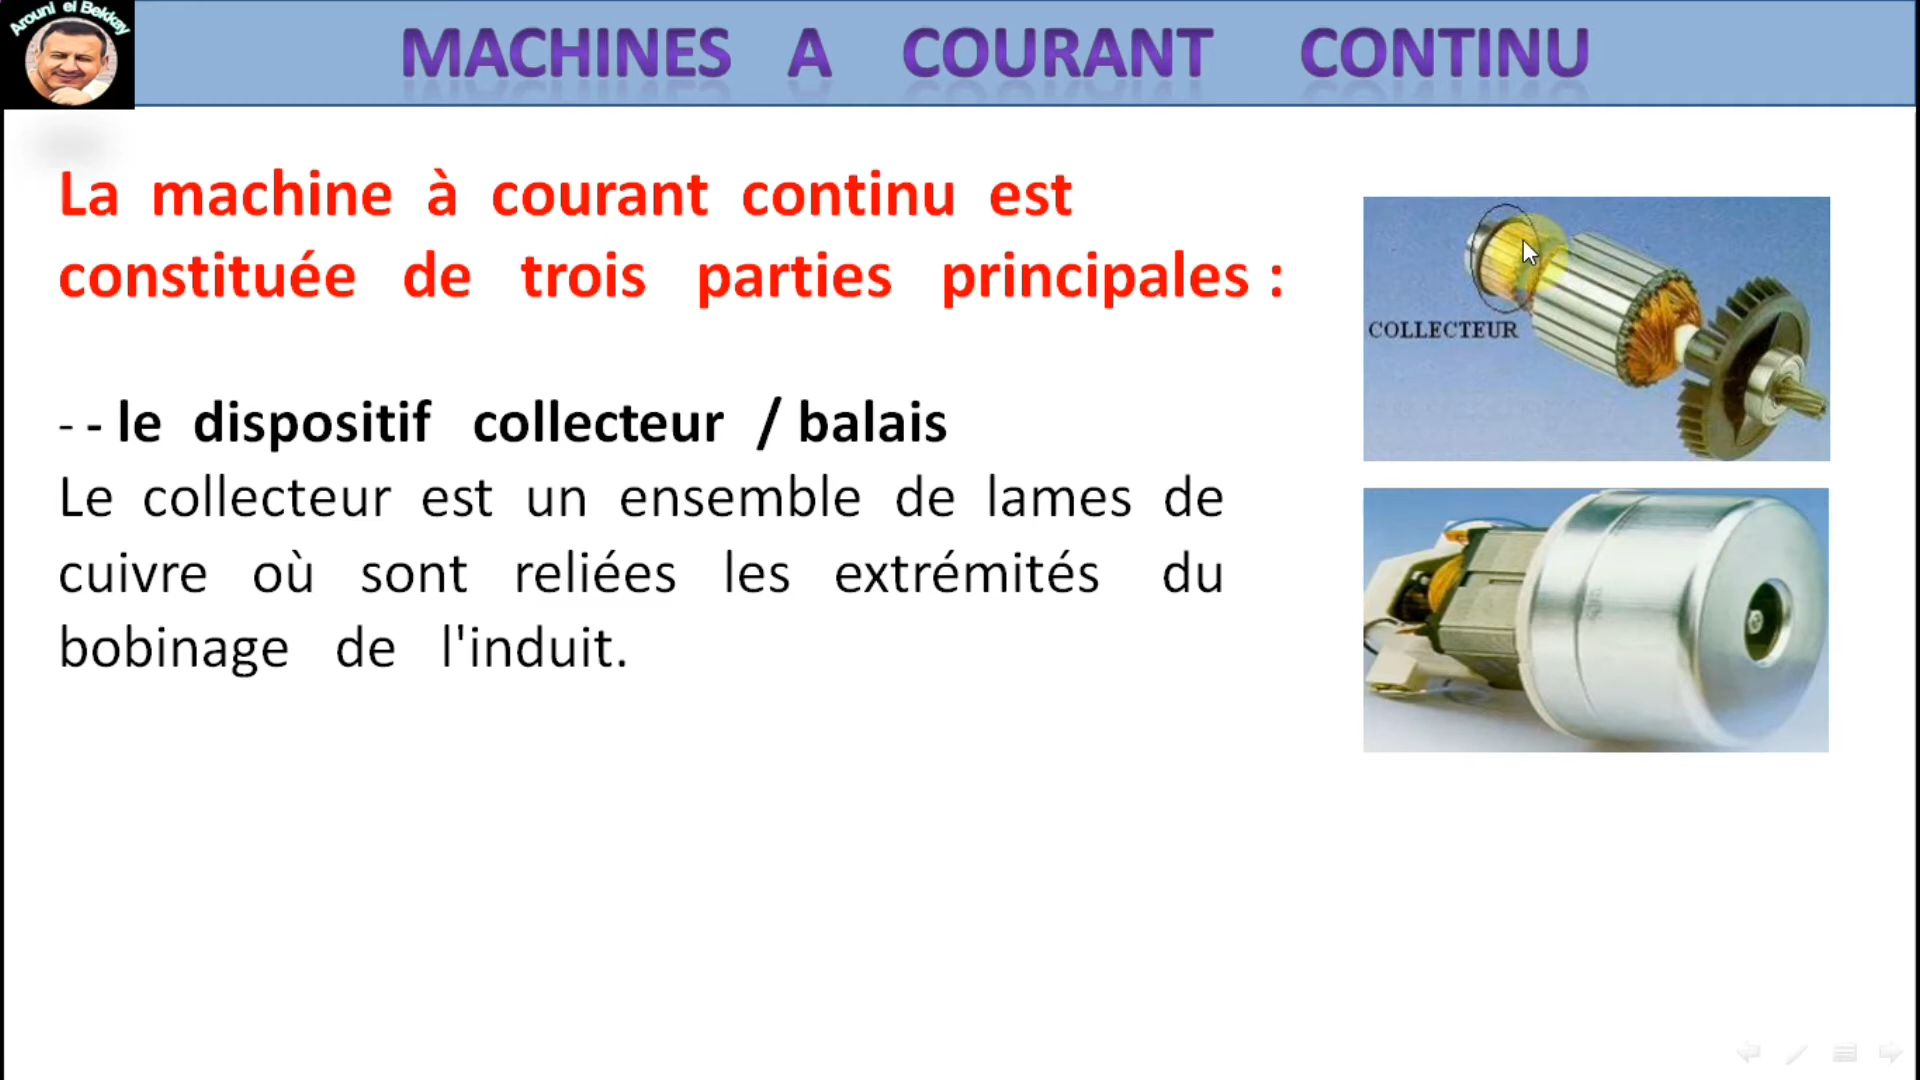 Arouni el Bekkay
MACHINES A COURANT CONTINU
La machine à courant continu est
constituée de trois parties principales :
- - le dispositif collecteur / balais
Le collecteur est un ensemble de lames de
cuivre où sont reliées les extrémités du
bobinage de l'induit.
COLLECTEUR